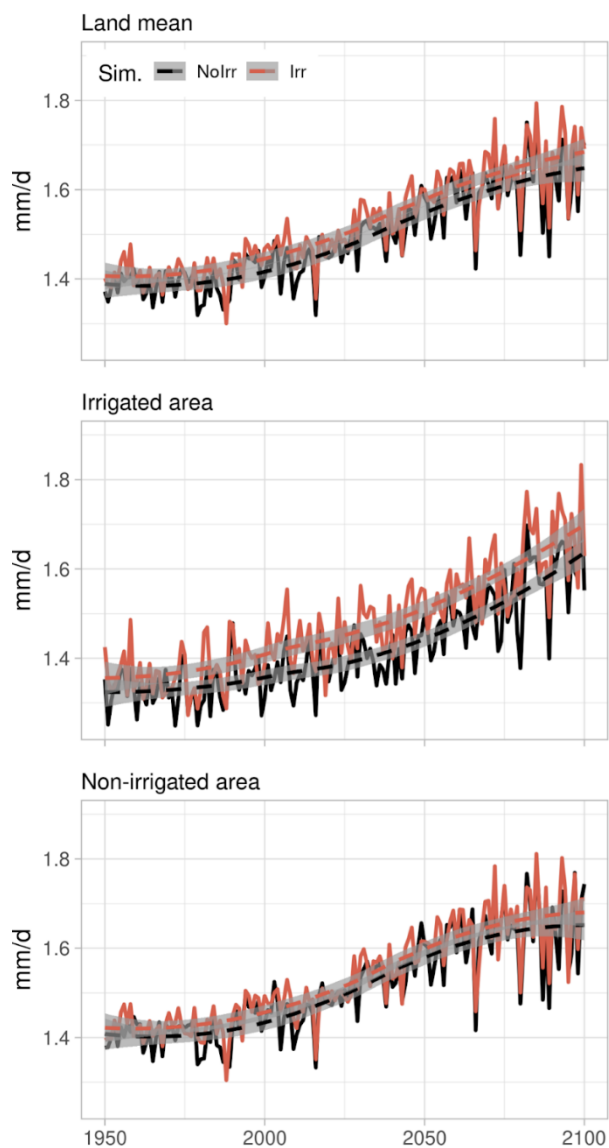 Land mean
Sim. NoIrr Irr
1.8
1.6
1.4
mm/d
Irrigated area
1.8
1.6
1.4
mm/d
Non-irrigated area
1.8
1.6
1.4
mm/d
1950 2000 2050 2100